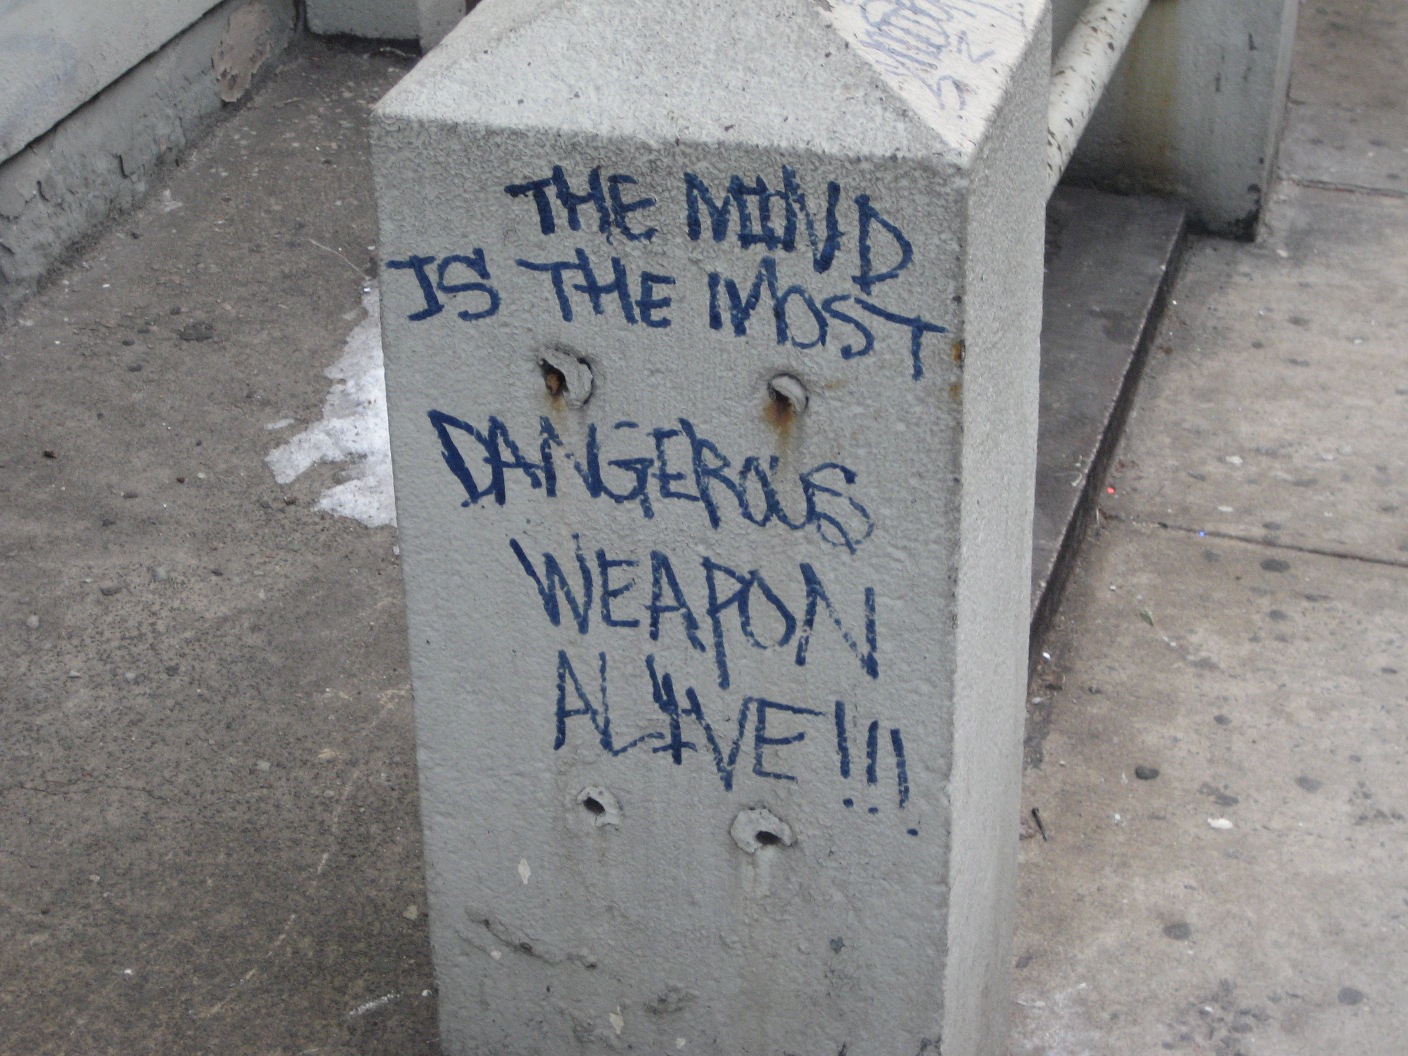 THE MIND
IS THE MOST
DANGEROUS
WEAPON
ALIVE!!!